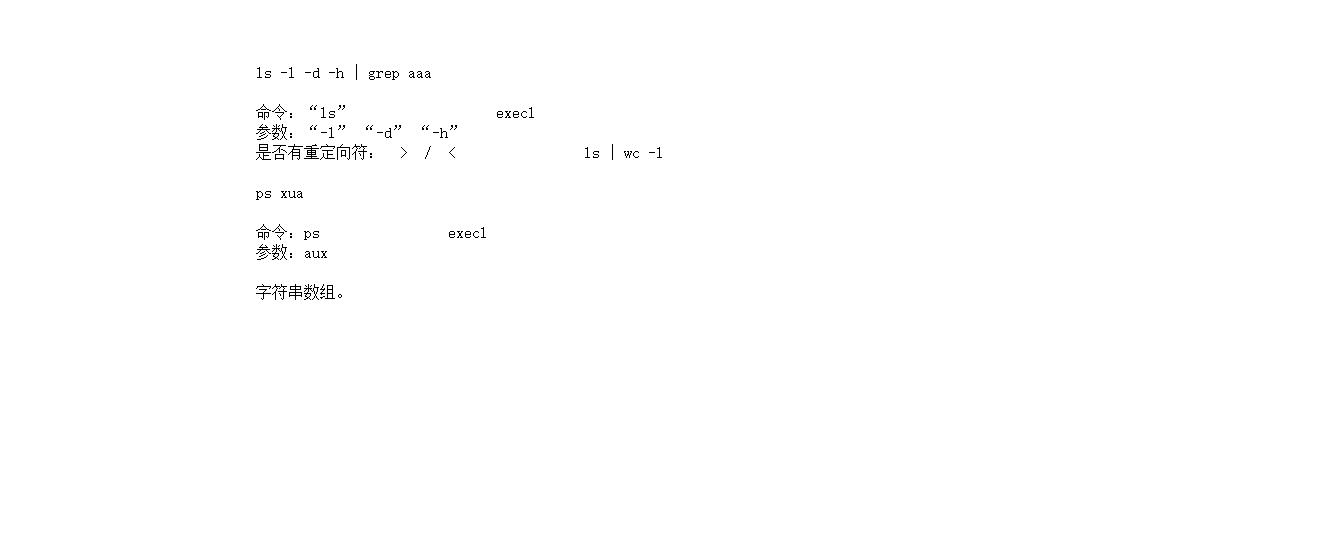 ls -l -d -h | grep aaa
命令：“ls” execl
参数：“-l” “-d” “-h”
是否有重定向符： > / < ls | wc -l
ps xua
命令：ps execl
参数：aux
字符串数组。